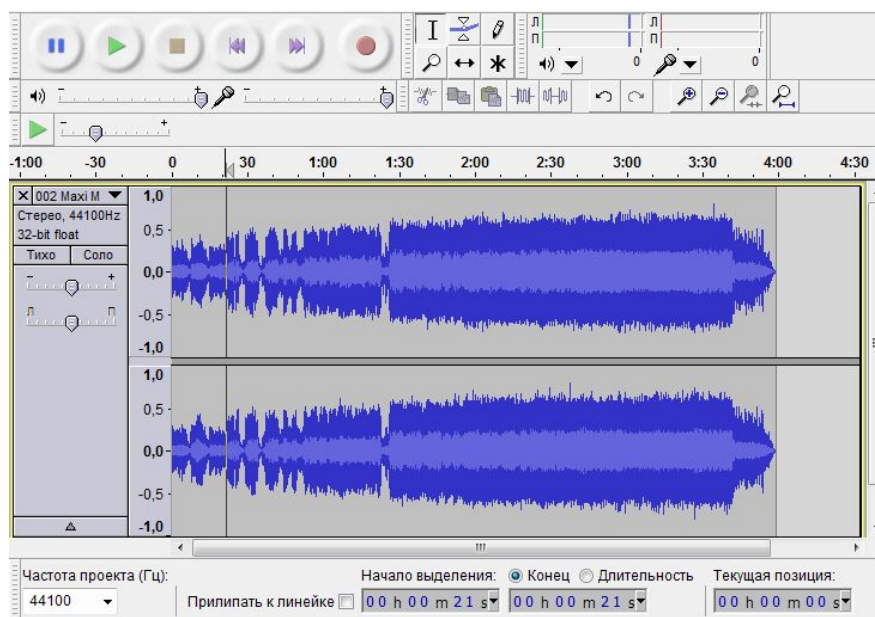 Л
П
0
Л
П
0
-1:00 -30 0 30 1:00 1:30 2:00 2:30 3:00 3:30 4:00 4:30
002 Maxi M
Стерео, 44100Hz
32-bit float
Тихо Соло
- +
Л П
1,0
0,5
0,0
-0,5
-1,0
1,0
0,5
0,0
-0,5
-1,0
Частота проекта (Гц): Начало выделения: Конец Длительность Текущая позиция:
44100 Прилипать к линейке 00 h 00 m 21 s 00 h 00 m 21 s 00 h 00 m 00 s